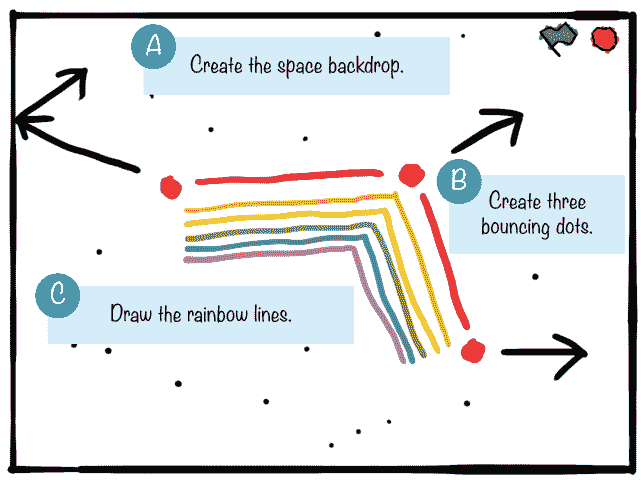 A
Create the space backdrop.
B
Create three
bouncing dots.
C
Draw the rainbow lines.